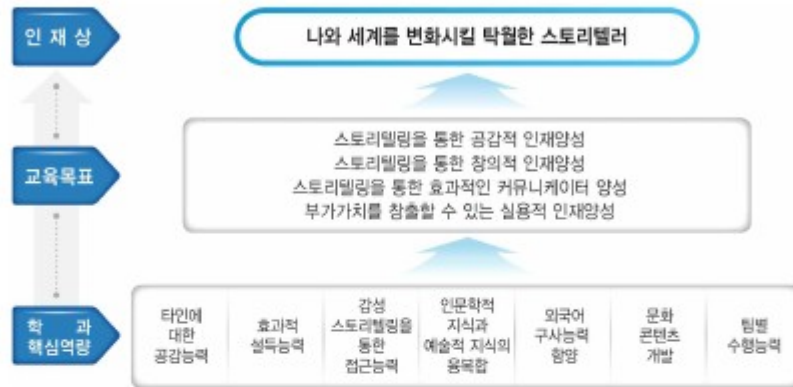 인 재 상
나와 세계를 변화시킬 탁월한 스토리텔러
교육목표
스토리텔링을 통한 공감적 인재양성
스토리텔링을 통한 창의적 인재양성
스토리텔링을 통한 효과적인 커뮤니케이터 양성
부가가치를 창출할 수 있는 실용적 인재양성
학 과
핵심역량
타인에
대한
공감능력
효과적
설득능력
감성
스토리텔링을
통한
접근능력
인문학적
지식과
예술적 지식의
융복합
외국어
구사능력
함양
문화
콘텐츠
개발
팀별
수행능력